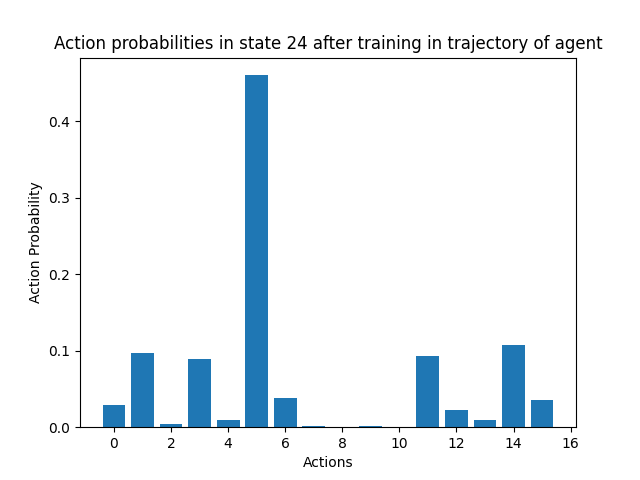 Action probabilities in state 24 after training in trajectory of agent
0.4
0.3
0.2
0.1
0.0
Action Probability
0 2 4 6 8 10 12 14 16
Actions